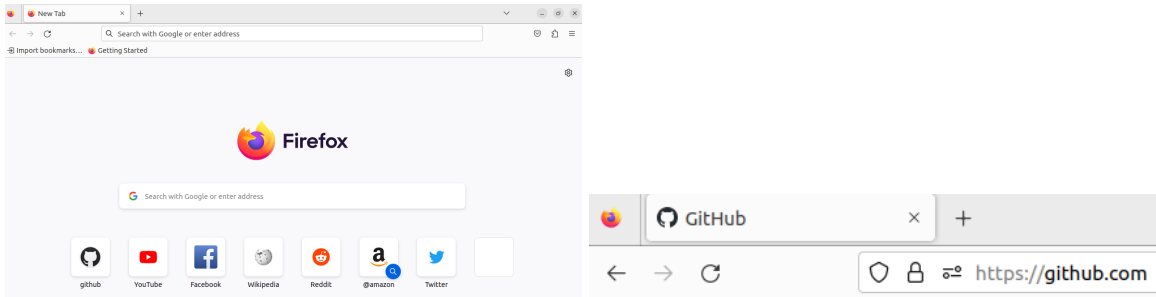 New Tab
Search with Google or enter address
Import bookmarks... Getting Started
Firefox
Search with Google or enter address
github YouTube Facebook Wikipedia Reddit @amazon Twitter
GitHub
https://github.com